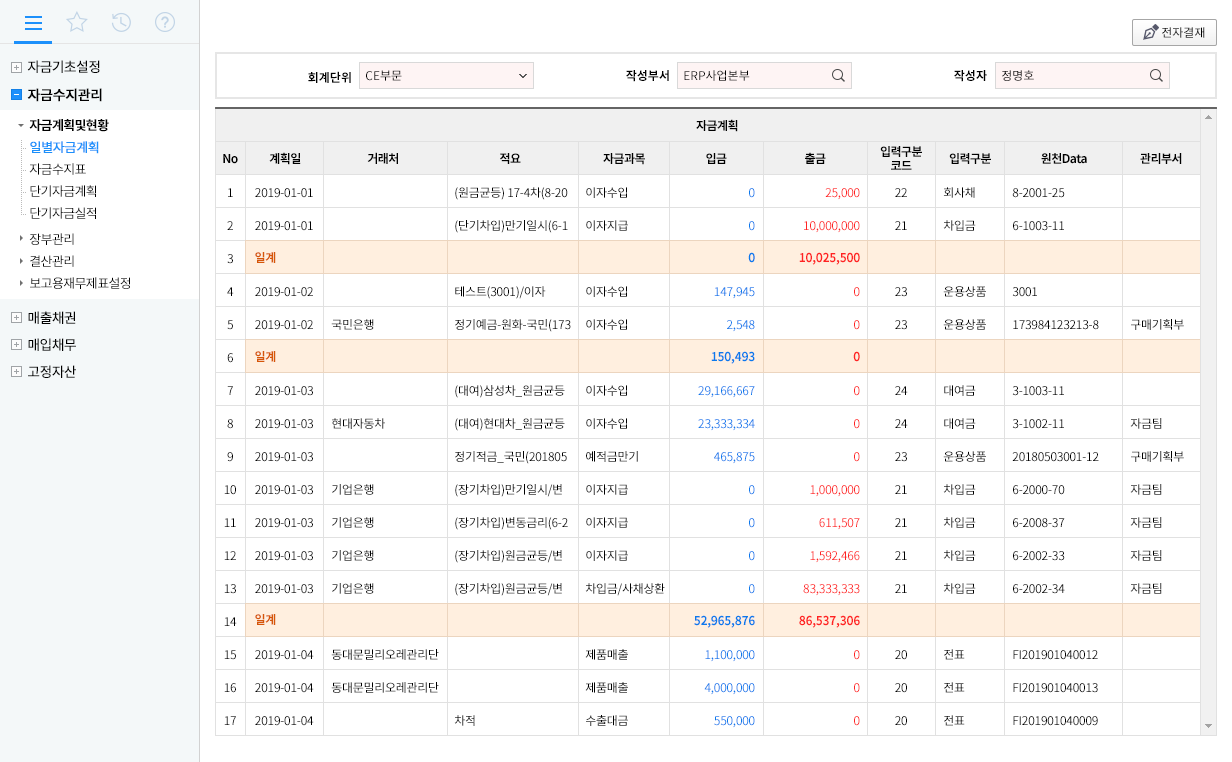 전자결재
자금기초설정
자금수지관리
자금계획및현황
일별자금계획
자금수지표
단기자금계획
단기자금실적
장부관리
결산관리
보고용재무제표설정
매출채권
매입채무
고정자산
회계단위 CE부문 작성부서 ERP사업본부 작성자 정명호
자금계획
No 계획일 거래처 적요 자금과목 입금 출금 입력구분 코드 입력구분 원천Data 관리부서
1 2019-01-01 (원금균등) 17-4차(8-20 이자수입 0 25,000 22 회사채 8-2001-25
2 2019-01-01 (단기차입)만기일시(6-1 이자지급 0 10,000,000 21 차입금 6-1003-11
3 일계 0 10,025,500
4 2019-01-02 테스트(3001)/이자 이자수입 147,945 0 23 운용상품 3001
5 2019-01-02 국민은행 정기예금-원화-국민(173 이자수입 2,548 0 23 운용상품 173984123213-8 구매기획부
6 일계 150,493 0
7 2019-01-03 (대여)삼성차_원금균등 이자수입 29,166,667 0 24 대여금 3-1003-11
8 2019-01-03 현대자동차 (대여)현대차_원금균등 이자수입 23,333,334 0 24 대여금 3-1002-11 자금팀
9 2019-01-03 정기적금_국민(201805 예적금만기 465,875 0 23 운용상품 20180503001-12 구매기획부
10 2019-01-03 기업은행 (장기차입)만기일시/변 이자지급 0 1,000,000 21 차입금 6-2000-70 자금팀
11 2019-01-03 기업은행 (장기차입)변동금리(6-2 이자지급 0 611,507 21 차입금 6-2008-37 자금팀
12 2019-01-03 기업은행 (장기차입)원금균등/변 이자지급 0 1,592,466 21 차입금 6-2002-33 자금팀
13 2019-01-03 기업은행 (장기차입)원금균등/변 차입금/사채상환 0 83,333,333 21 차입금 6-2002-34 자금팀
14 일계 52,965,876 86,537,306
15 2019-01-04 동대문밀리오레관리단 제품매출 1,100,000 0 20 전표 FI201901040012
16 2019-01-04 동대문밀리오레관리단 제품매출 4,000,000 0 20 전표 FI201901040013
17 2019-01-04 차적 수출대금 550,000 0 20 전표 FI201901040009